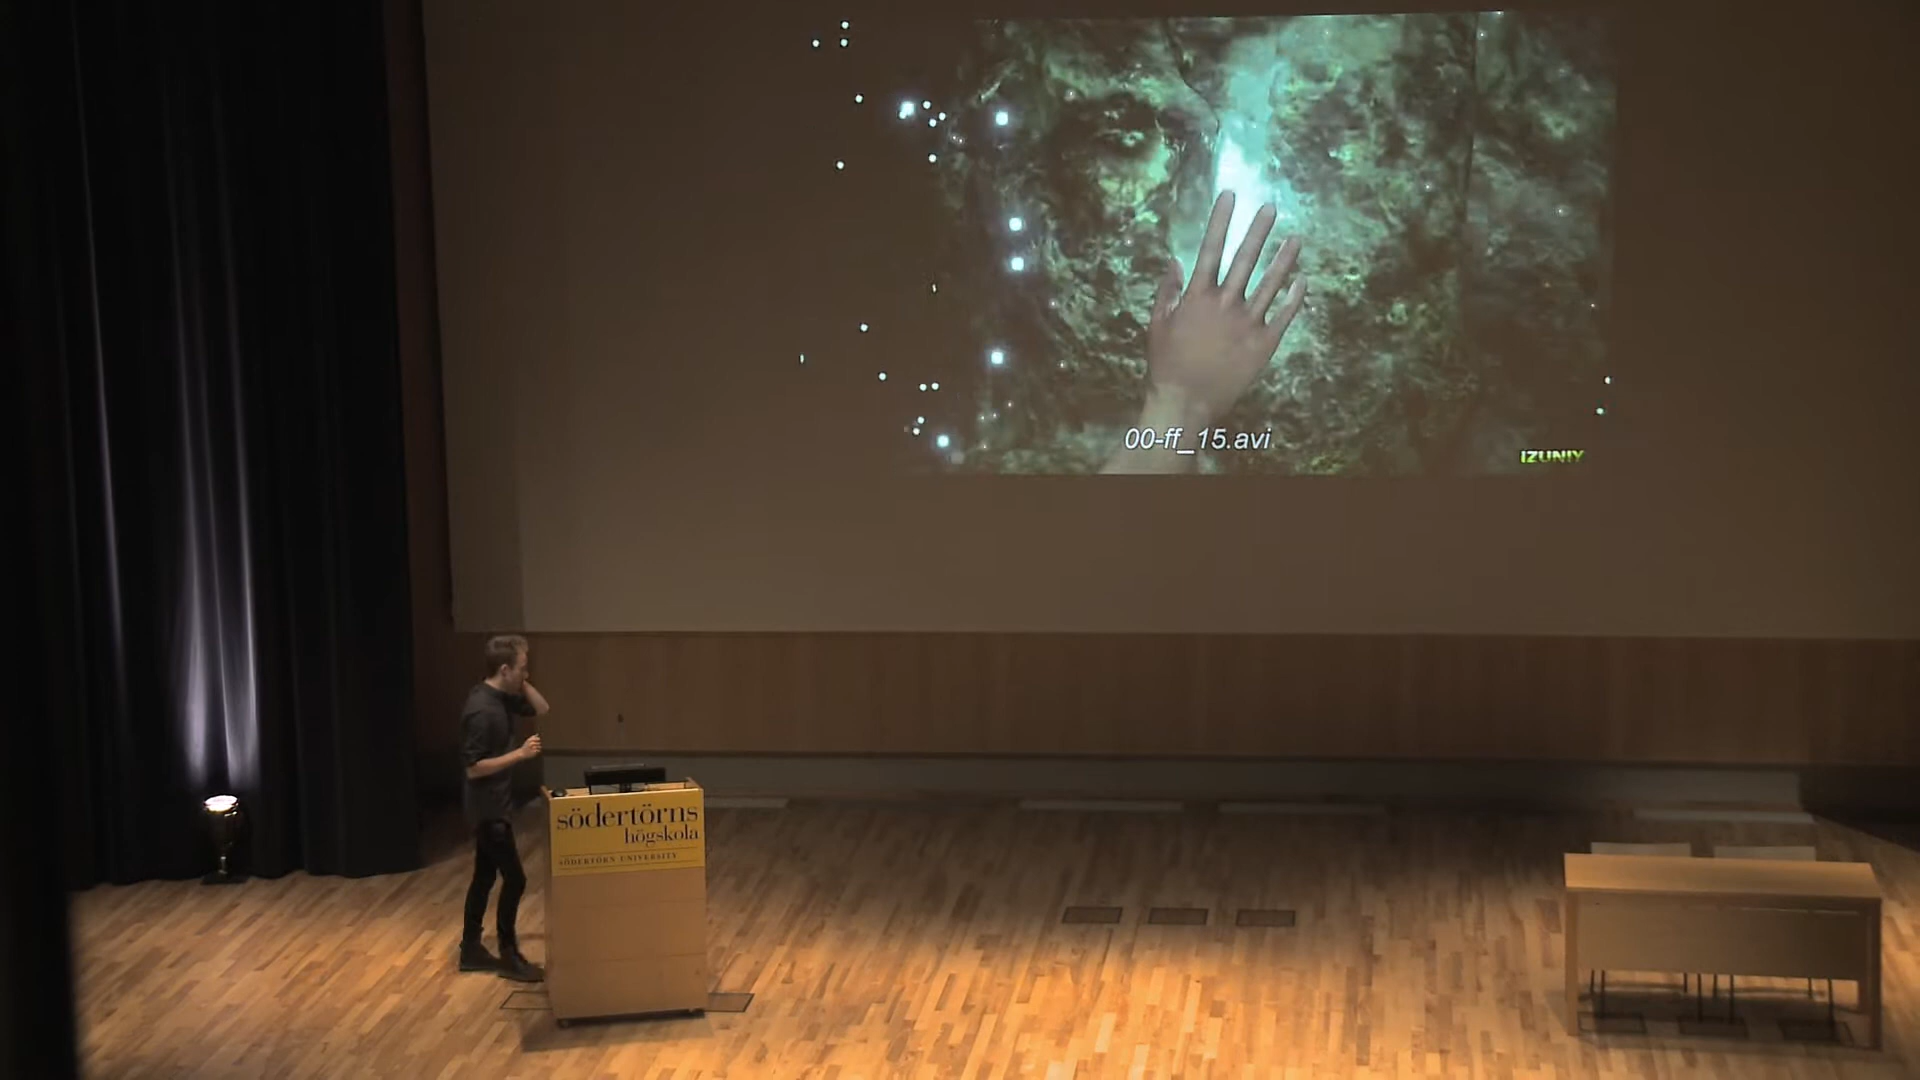 00-ff_15.avi
IZUNIY
södertörns
högskola
SÖDERTÖRN UNIVERSITY